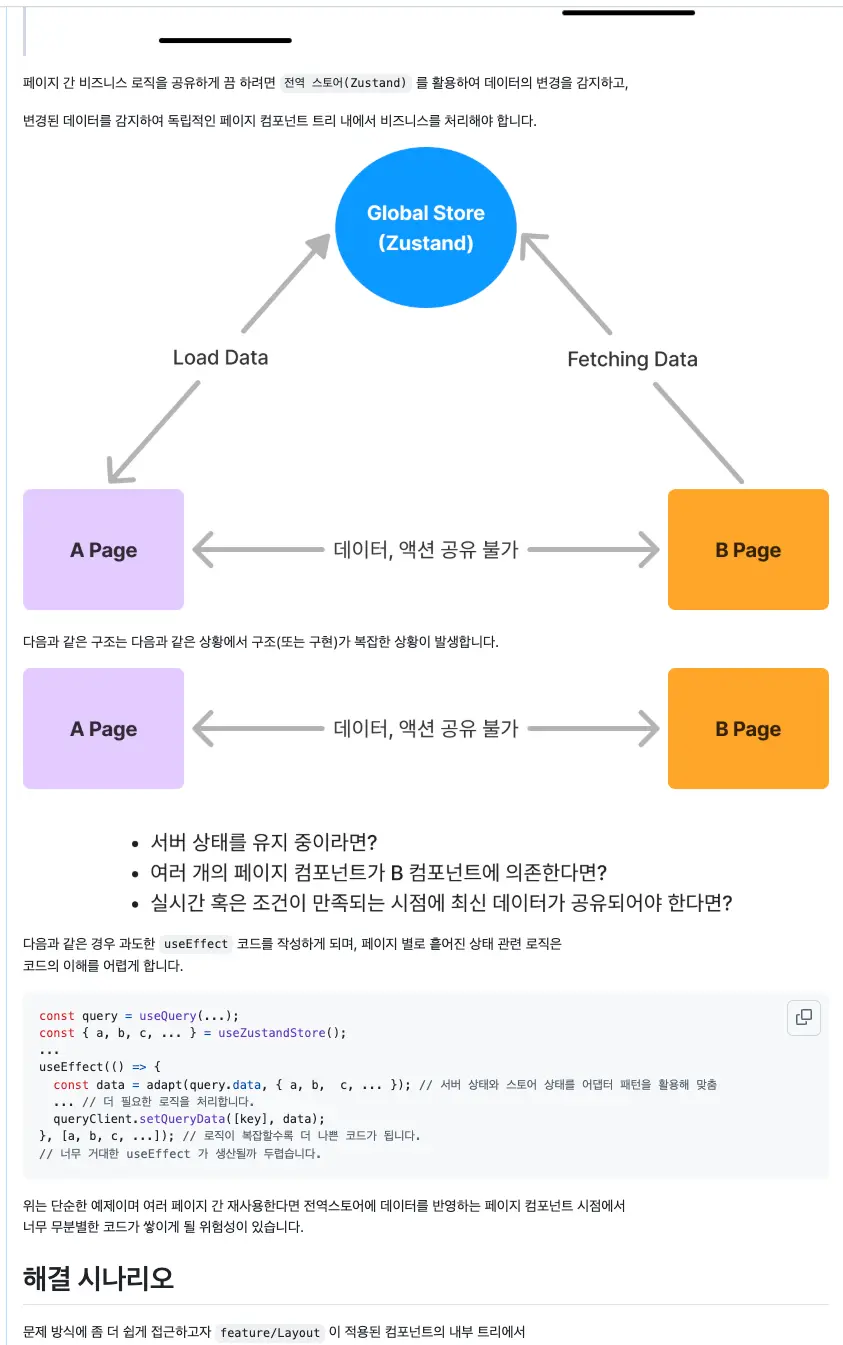 페이지 간 비즈니스 로직을 공유하게 끔 하려면 전역 스토어(Zustand) 를 활용하여 데이터의 변경을 감지하고,
변경된 데이터를 감지하여 독립적인 페이지 컴포넌트 트리 내에서 비즈니스를 처리해야 합니다.
Global Store
(Zustand)
Load Data
Fetching Data
A Page
데이터, 액션 공유 불가
B Page
다음과 같은 구조는 다음과 같은 상황에서 구조(또는 구현)가 복잡한 상황이 발생합니다.
A Page
데이터, 액션 공유 불가
B Page
• 서버 상태를 유지 중이라면?
• 여러 개의 페이지 컴포넌트가 B 컴포넌트에 의존한다면?
• 실시간 혹은 조건이 만족되는 시점에 최신 데이터가 공유되어야 한다면?
다음과 같은 경우 과도한 useEffect 코드를 작성하게 되며, 페이지 별로 흩어진 상태 관련 로직은
코드의 이해를 어렵게 합니다.
const query = useQuery(...);
const { a, b, c, ... } = useZustandStore();
...
useEffect(() => {
  const data = adapt(query.data, { a, b,  c, ... }); // 서버 상태와 스토어 상태를 어댑터 패턴을 활용해 맞춤
  ... // 더 필요한 로직을 처리합니다.
  queryClient.setQueryData([key], data);
}, [a, b, c, ...]); // 로직이 복잡할수록 더 나쁜 코드가 됩니다.
// 너무 거대한 useEffect 가 생산될까 두렵습니다.
위는 단순한 예제이며 여러 페이지 간 재사용한다면 전역스토어에 데이터를 반영하는 페이지 컴포넌트 시점에서
너무 무분별한 코드가 쌓이게 될 위험성이 있습니다.
해결 시나리오
문제 방식에 좀 더 쉽게 접근하고자 feature/Layout 이 적용된 컴포넌트의 내부 트리에서